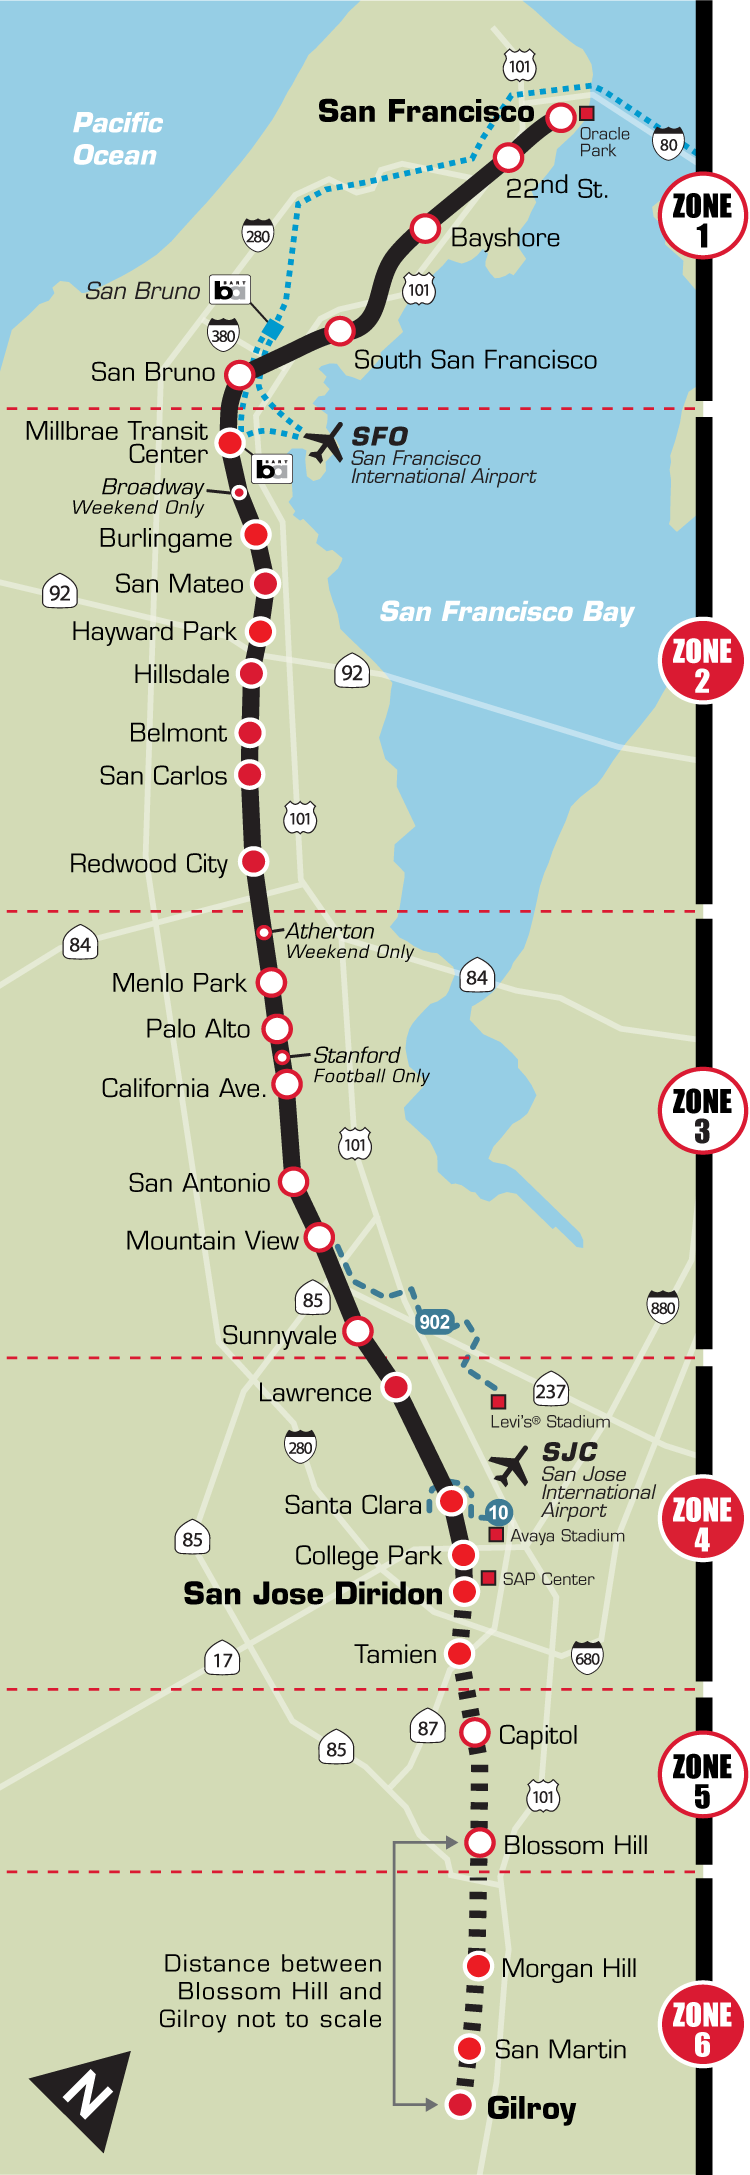 101
Pacific
Ocean
San Francisco
Oracle
Park
80
22nd St.
ZONE
1
280
Bayshore
San Bruno
BART
ba
101
380
South San Francisco
San Bruno
Millbrae Transit
Center
BART
ba
SFO
San Francisco
International Airport
Broadway
Weekend Only
Burlingame
San Mateo
92
San Francisco Bay
Hayward Park
ZONE
2
Hillsdale
92
Belmont
San Carlos
101
Redwood City
Atherton
Weekend Only
84
Menlo Park
84
Palo Alto
Stanford
Football Only
California Ave.
ZONE
3
101
San Antonio
Mountain View
85
880
902
Sunnyvale
Lawrence
237
Levi's® Stadium
280
SJC
San Jose
International
Airport
Santa Clara
10
ZONE
4
85
Avaya Stadium
College Park
SAP Center
San Jose Diridon
Tamien
17
680
87
Capitol
85
ZONE
5
101
Blossom Hill
Distance between
Blossom Hill and
Gilroy not to scale
Morgan Hill
ZONE
6
San Martin
N
Gilroy